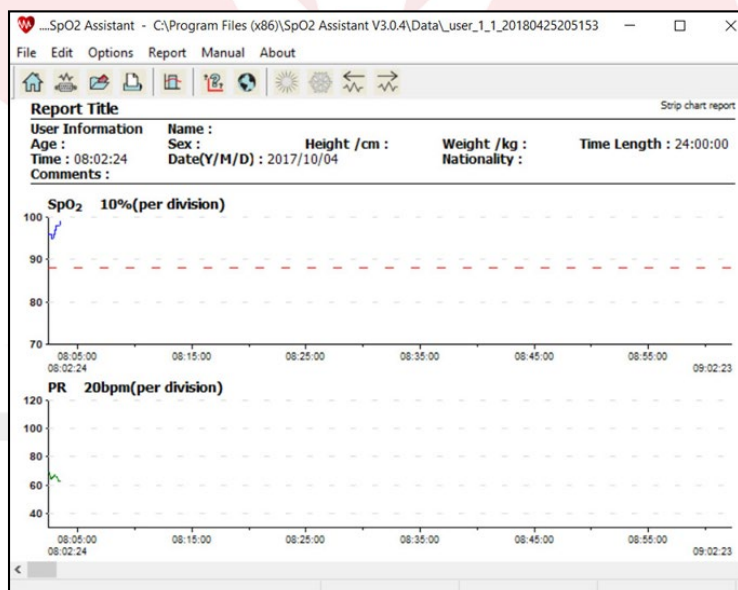 ....SpO2 Assistant - C:\Program Files (x86)\SpO2 Assistant V3.0.4\Data\_user_1_1_20180425205153
File Edit Options Report Manual About
Report Title Strip chart report
User Information Name :
Age : Sex : Height /cm : Weight /kg : Time Length : 24:00:00
Time : 08:02:24 Date(Y/M/D) : 2017/10/04 Nationality :
Comments :
SpO₂ 10%(per division)
100
90
80
70
08:05:00 08:15:00 08:25:00 08:35:00 08:45:00 08:55:00
08:02:24 09:02:23
PR 20bpm(per division)
120
100
80
60
40
08:05:00 08:15:00 08:25:00 08:35:00 08:45:00 08:55:00
08:02:24 09:02:23